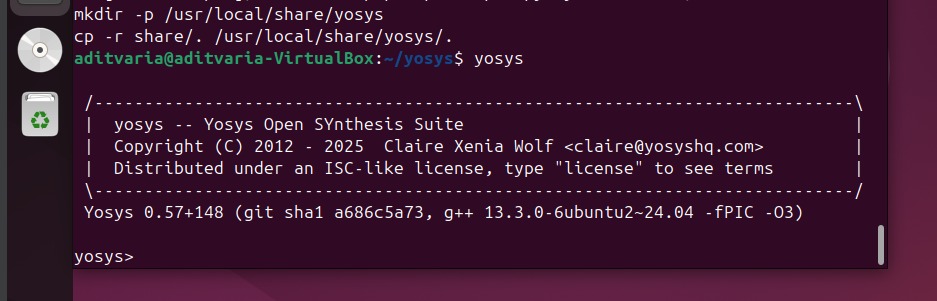 mkdir -p /usr/local/share/yosys
cp -r share/. /usr/local/share/yosys/.
aditvaria@aditvaria-VirtualBox:~/yosys$ yosys
/----------------------------------------------------------------------------\
|  yosys -- Yosys Open SYnthesis Suite                                       |
|  Copyright (C) 2012 - 2025  Claire Xenia Wolf <claire@yosyshq.com>         |
|  Distributed under an ISC-like license, type "license" to see terms        |
\----------------------------------------------------------------------------/
Yosys 0.57+148 (git sha1 a686c5a73, g++ 13.3.0-6ubuntu2~24.04 -fPIC -O3)
yosys>